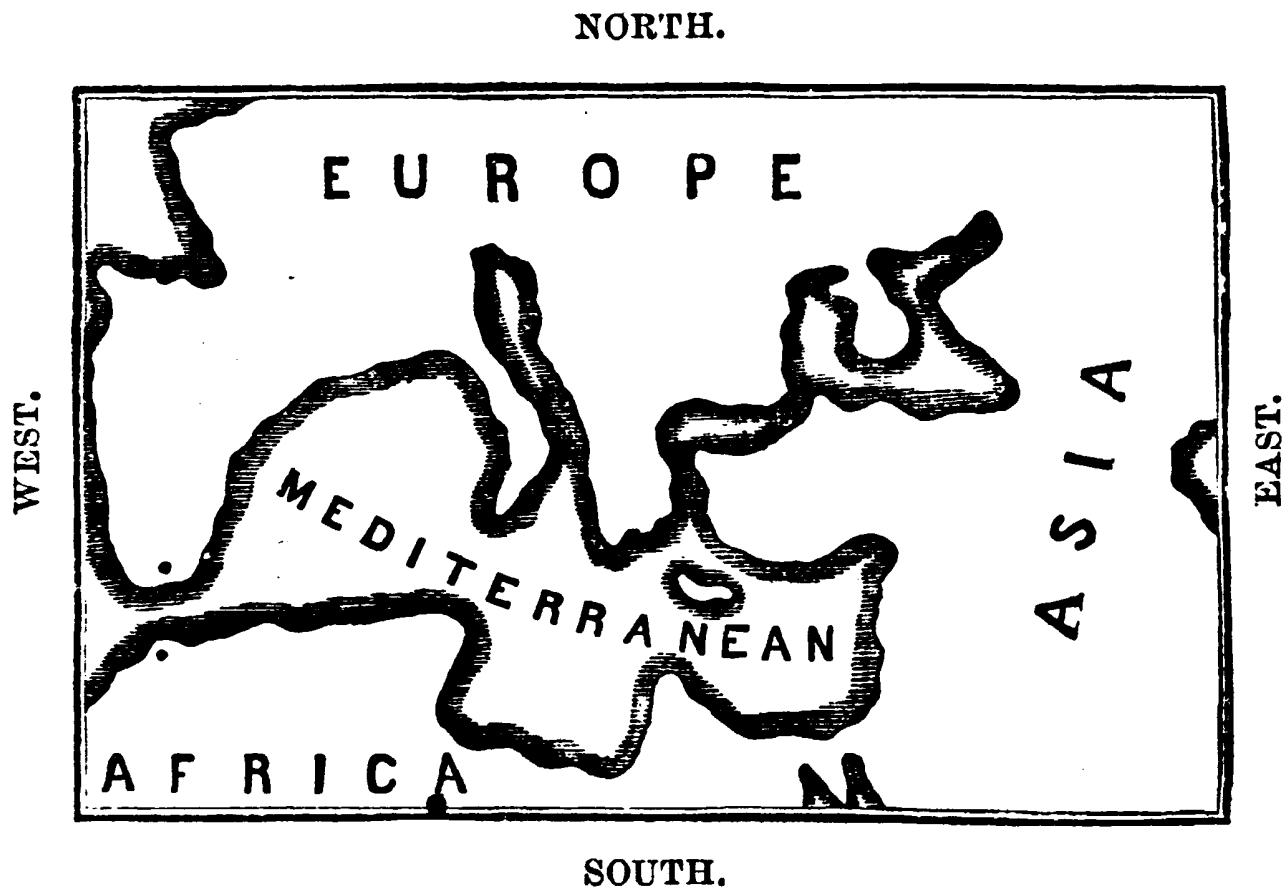 NORTH.
EUROPE
WEST.
ASIA
EAST.
MEDITERRANEAN
AFRICA
SOUTH.